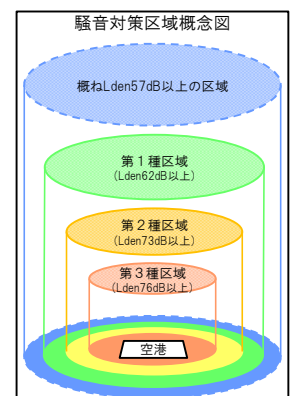 騒音対策区域概念図
概ねLden57dB以上の区域
第１種区域
（Lden62dB以上）
第２種区域
（Lden73dB以上）
第３種区域
（Lden76dB以上）
空港